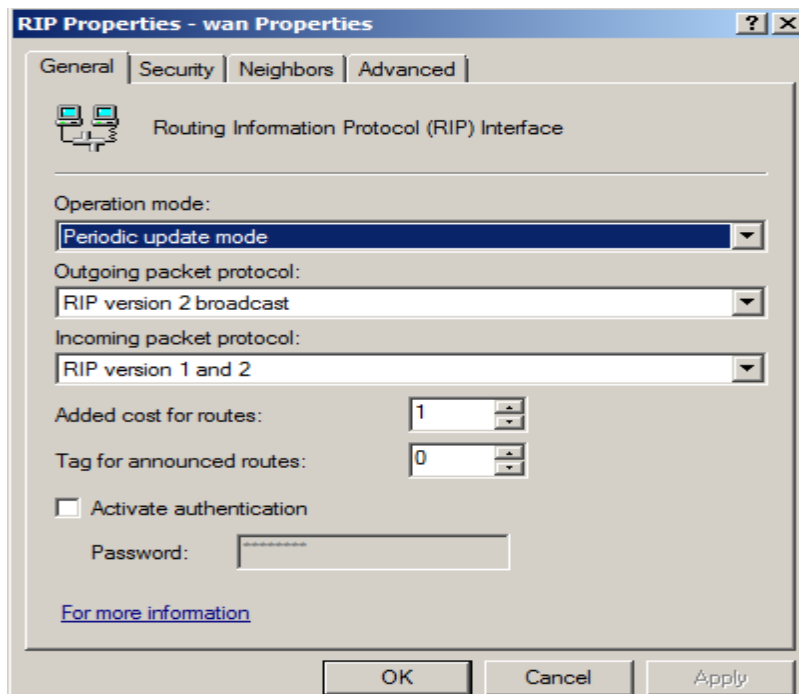 RIP Properties - wan Properties
General Security Neighbors Advanced
Routing Information Protocol (RIP) Interface
Operation mode:
Periodic update mode
Outgoing packet protocol:
RIP version 2 broadcast
Incoming packet protocol:
RIP version 1 and 2
Added cost for routes: 1
Tag for announced routes: 0
Activate authentication
Password: ********
For more information
OK Cancel Apply